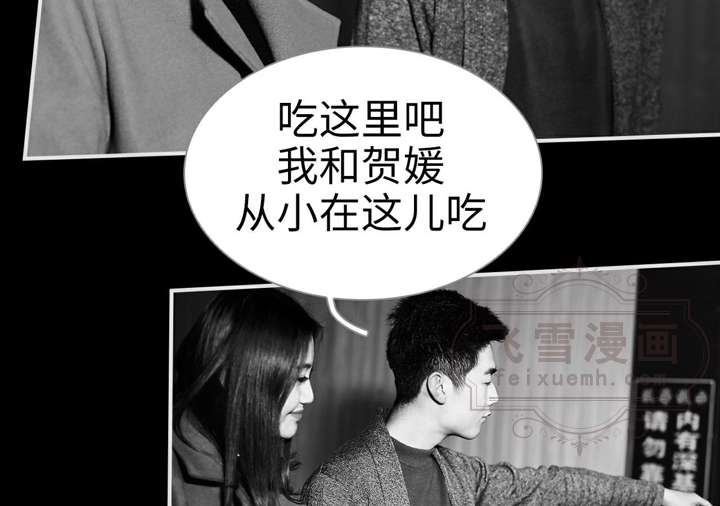 吃这里吧
我和贺媛
从小在这儿吃
飞雪漫画
feixuemh.com
内有深基
请勿靠